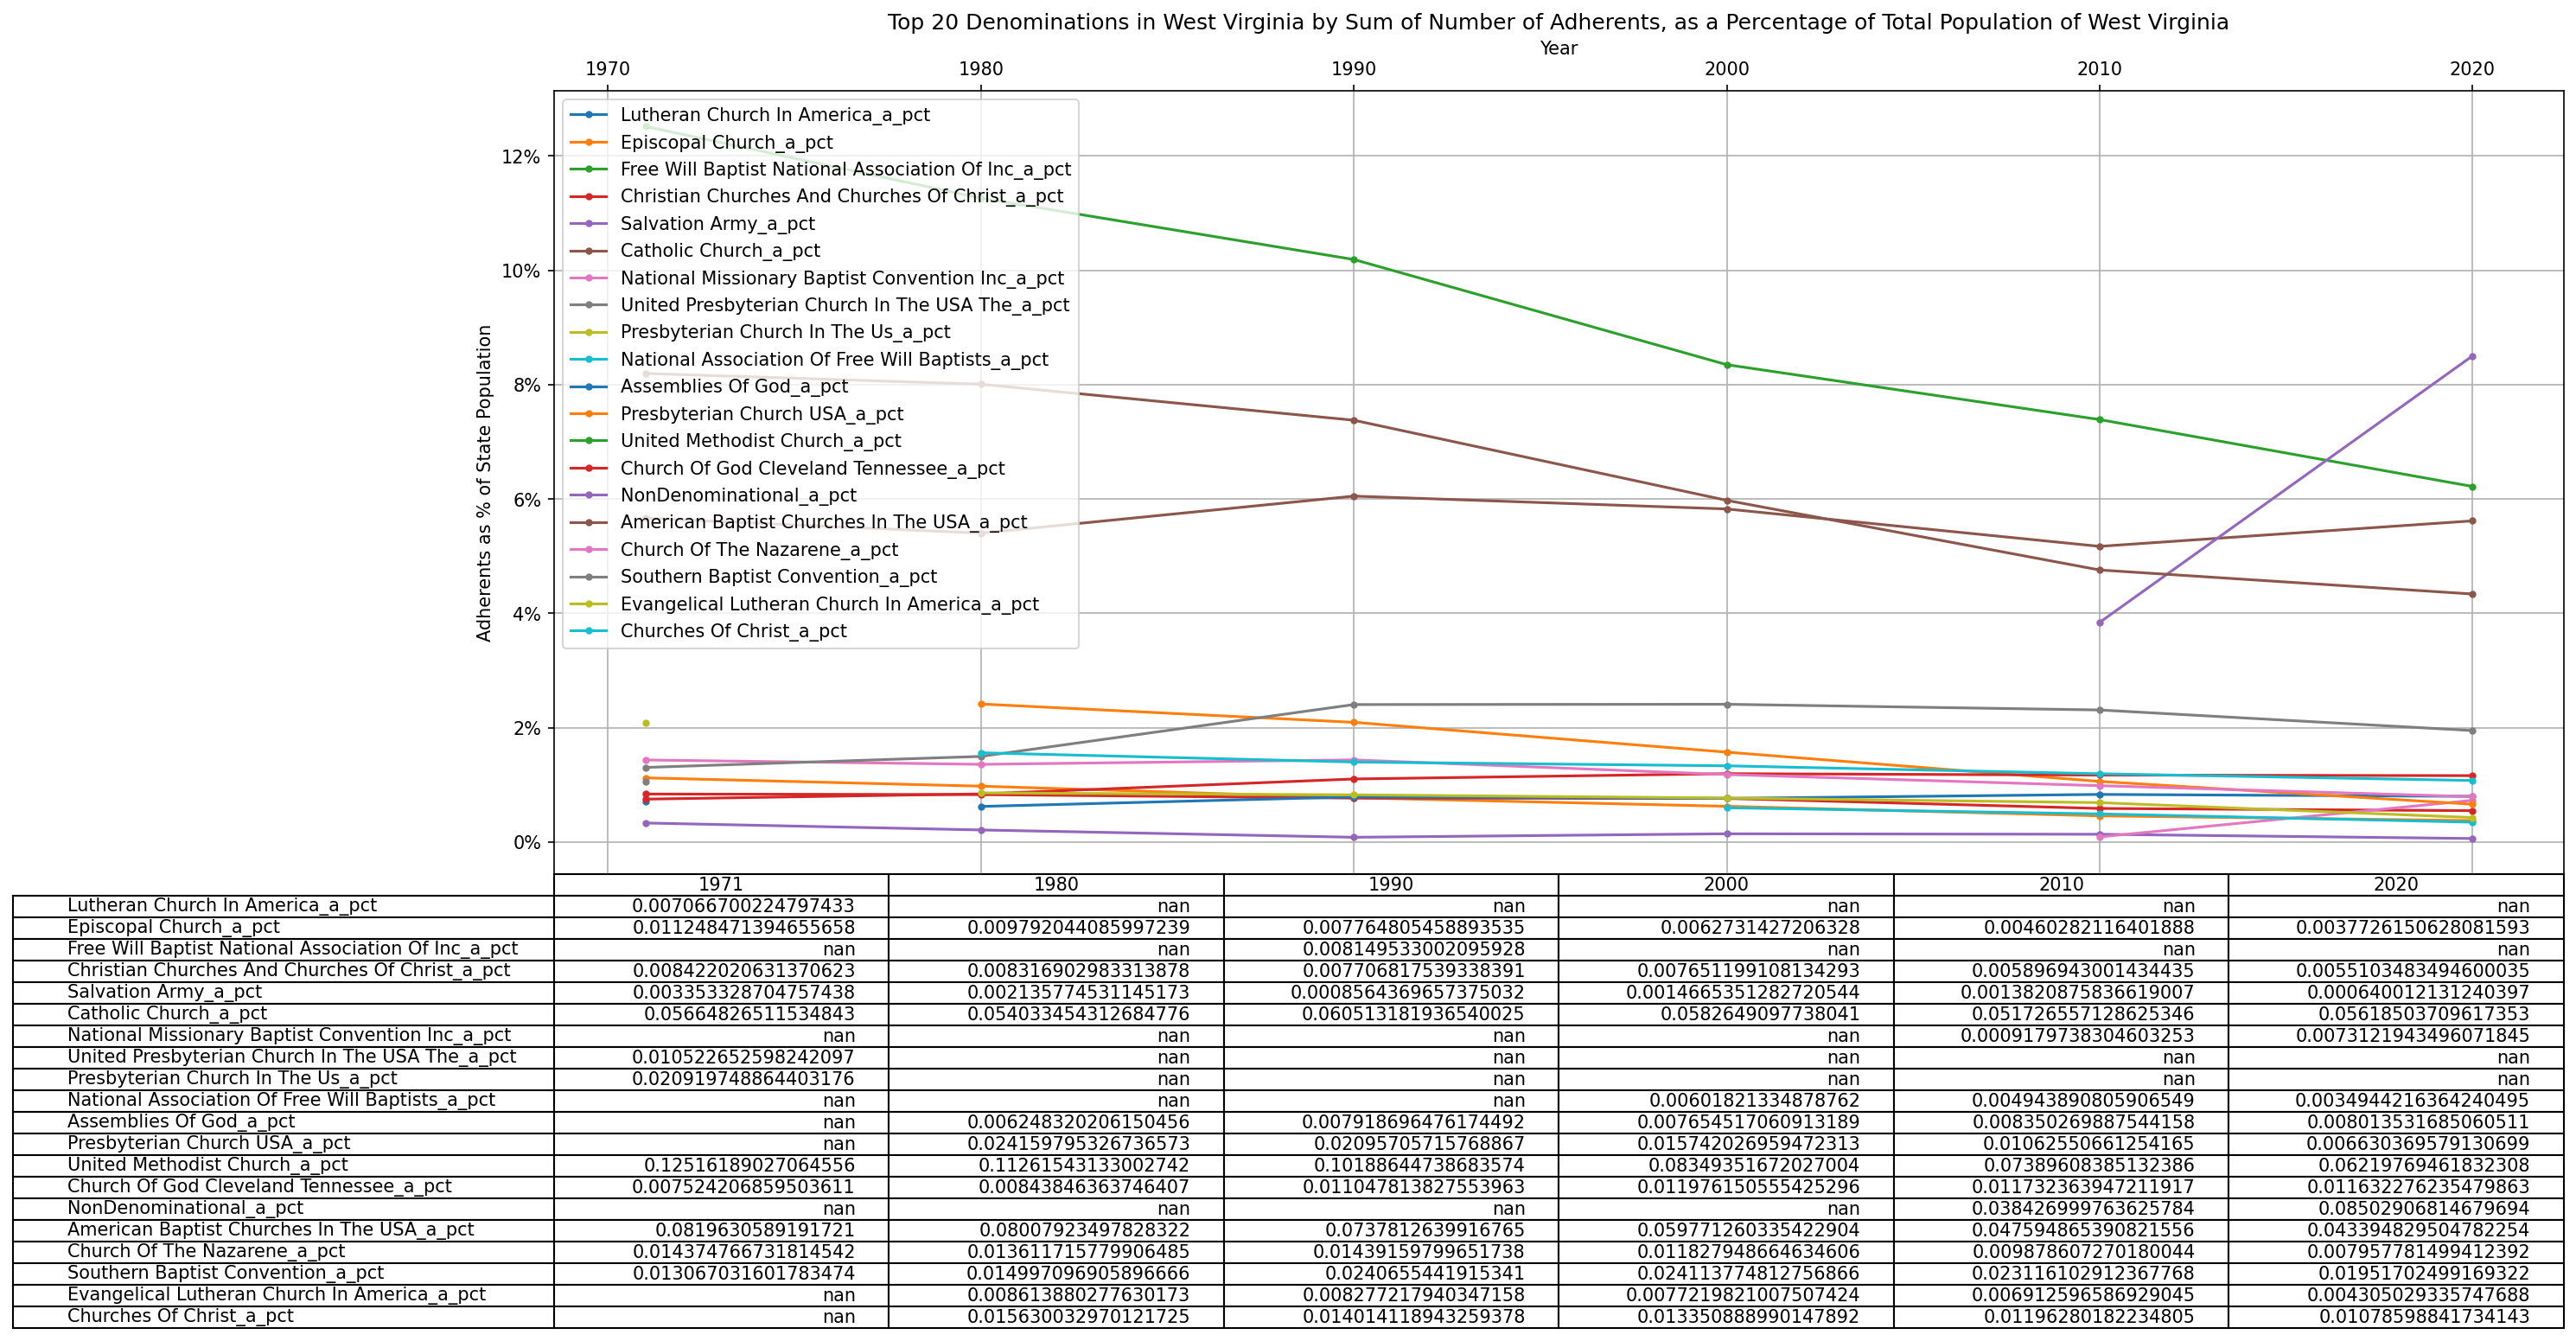 Top 20 Denominations in West Virginia by Sum of Number of Adherents, as a Percentage of Total Population of West Virginia
Year
1970 1980 1990 2000 2010 2020
Adherents as % of State Population
12%
10%
8%
6%
4%
2%
0%
Lutheran Church In America_a_pct
Episcopal Church_a_pct
Free Will Baptist National Association Of Inc_a_pct
Christian Churches And Churches Of Christ_a_pct
Salvation Army_a_pct
Catholic Church_a_pct
National Missionary Baptist Convention Inc_a_pct
United Presbyterian Church In The USA The_a_pct
Presbyterian Church In The Us_a_pct
National Association Of Free Will Baptists_a_pct
Assemblies Of God_a_pct
Presbyterian Church USA_a_pct
United Methodist Church_a_pct
Church Of God Cleveland Tennessee_a_pct
NonDenominational_a_pct
American Baptist Churches In The USA_a_pct
Church Of The Nazarene_a_pct
Southern Baptist Convention_a_pct
Evangelical Lutheran Church In America_a_pct
Churches Of Christ_a_pct
1971 1980 1990 2000 2010 2020
Lutheran Church In America_a_pct 0.007066700224797433 nan nan nan nan nan
Episcopal Church_a_pct 0.011248471394655658 0.009792044085997239 0.007764805458893535 0.0062731427206328 0.00460282116401888 0.0037726150628081593
Free Will Baptist National Association Of Inc_a_pct nan nan 0.008149533002095928 nan nan nan
Christian Churches And Churches Of Christ_a_pct 0.008422020631370623 0.008316902983313878 0.007706817539338391 0.007651199108134293 0.005896943001434435 0.0055103483494600035
Salvation Army_a_pct 0.003353328704757438 0.002135774531145173 0.0008564369657375032 0.0014665351282720544 0.0013820875836619007 0.000640012131240397
Catholic Church_a_pct 0.05664826511534843 0.054033454312684776 0.060513181936540025 0.0582649097738041 0.051726557128625346 0.05618503709617353
National Missionary Baptist Convention Inc_a_pct nan nan nan nan 0.0009179738304603253 0.0073121943496071845
United Presbyterian Church In The USA The_a_pct 0.010522652598242097 nan nan nan nan nan
Presbyterian Church In The Us_a_pct 0.020919748864403176 nan nan nan nan nan
National Association Of Free Will Baptists_a_pct nan nan nan 0.00601821334878762 0.004943890805906549 0.0034944216364240495
Assemblies Of God_a_pct nan 0.006248320206150456 0.007918696476174492 0.007654517060913189 0.008350269887544158 0.008013531685060511
Presbyterian Church USA_a_pct nan 0.024159795326736573 0.02095705715768867 0.015742026959472313 0.01062550661254165 0.006630369579130699
United Methodist Church_a_pct 0.12516189027064556 0.11261543133002742 0.10188644738683574 0.08349351672027004 0.07389608385132386 0.06219769461832308
Church Of God Cleveland Tennessee_a_pct 0.007524206859503611 0.00843846363746407 0.011047813827553963 0.011976150555425296 0.011732363947211917 0.011632276235479863
NonDenominational_a_pct nan nan nan nan 0.038426999763625784 0.08502906814679694
American Baptist Churches In The USA_a_pct 0.0819630589191721 0.08007923497828322 0.0737812639916765 0.059771260335422904 0.047594865390821556 0.043394829504782254
Church Of The Nazarene_a_pct 0.014374766731814542 0.013611715779906485 0.01439159799651738 0.011827948664634606 0.009878607270180044 0.007957781499412392
Southern Baptist Convention_a_pct 0.013067031601783474 0.014997096905896666 0.0240655441915341 0.024113774812756866 0.023116102912367768 0.01951702499169322
Evangelical Lutheran Church In America_a_pct nan 0.008613880277630173 0.008277217940347158 0.0077219821007507424 0.006912596586929045 0.004305029335747688
Churches Of Christ_a_pct nan 0.015630032970121725 0.014014118943259378 0.013350888990147892 0.01196280182234805 0.01078598841734143